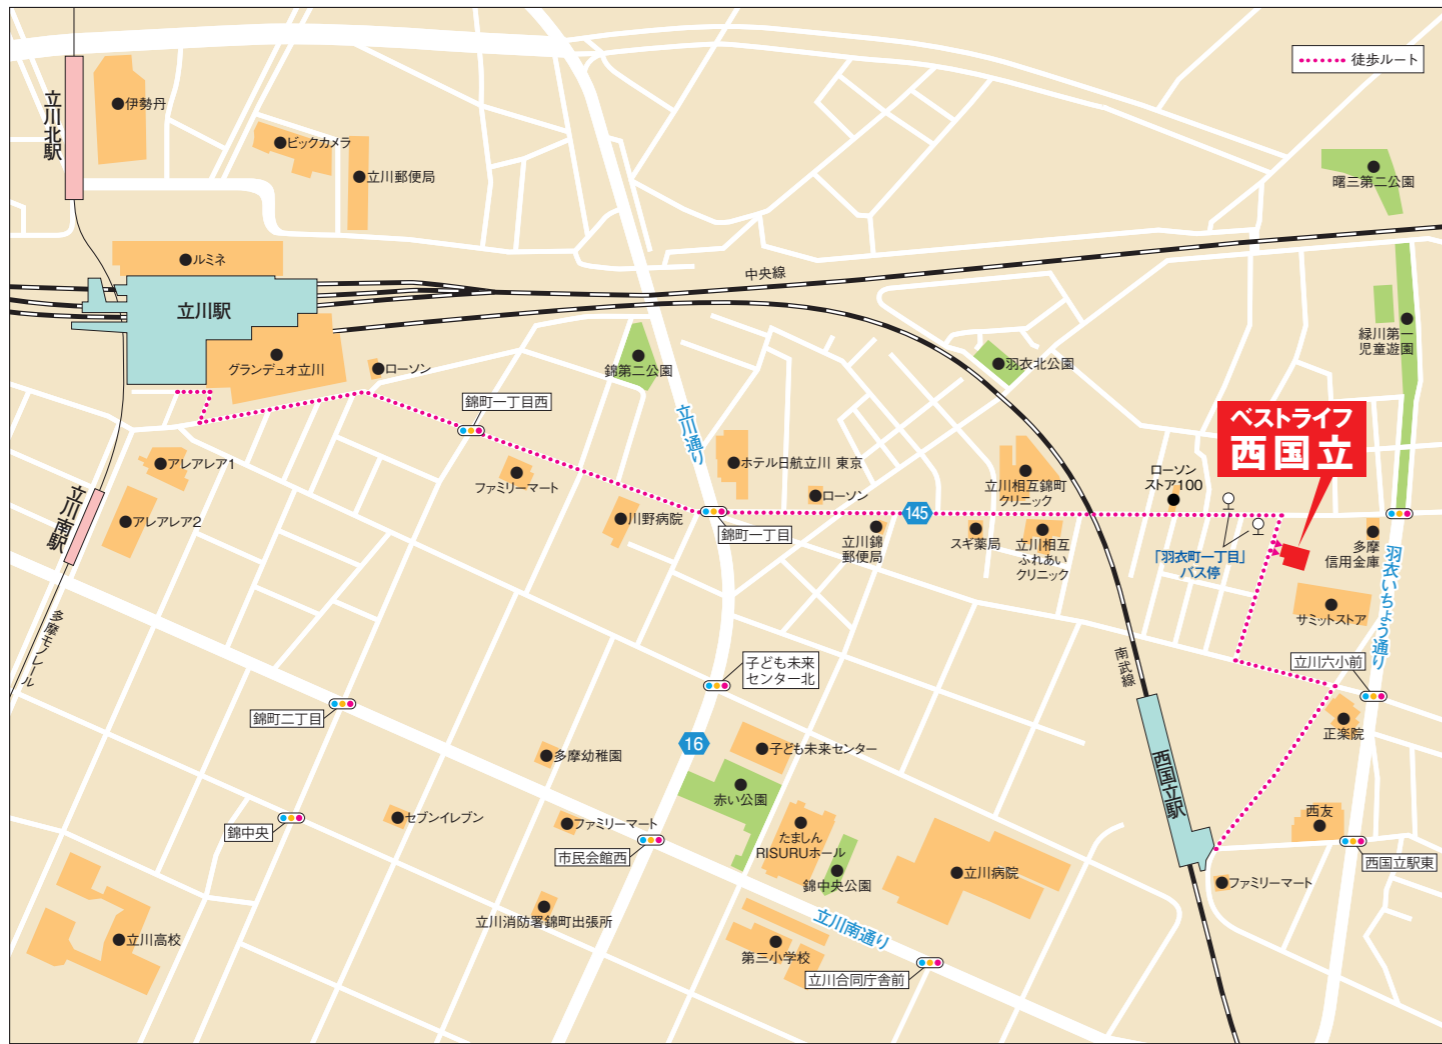 徒歩ルート
立川北駅
伊勢丹
ビックカメラ
立川郵便局
曙三第二公園
ルミネ
中央線
立川駅
グランデュオ立川
ローソン
錦第二公園
羽衣北公園
緑川第一
児童遊園
錦町一丁目西
立川通り
ベストライフ
西国立
アレアレア1
ファミリーマート
ホテル日航立川 東京
ローソン
立川相互錦町
クリニック
ローソン
ストア100
立川南駅
アレアレア2
川野病院
錦町一丁目
145
立川錦
郵便局
スギ薬局
立川相互
ふれあい
クリニック
「羽衣町一丁目」
バス停
多摩
信用金庫
サミットストア
羽衣いちょう通り
多摩モノレール
子ども未来
センター北
南武線
立川六小前
錦町二丁目
16
子ども未来センター
正楽院
多摩幼稚園
西国立駅
赤い公園
錦中央
セブンイレブン
ファミリーマート
市民会館西
たましん
RISURUホール
西友
西国立駅東
錦中央公園
立川病院
ファミリーマート
立川消防署錦町出張所
立川南通り
立川高校
第三小学校
立川合同庁舎前